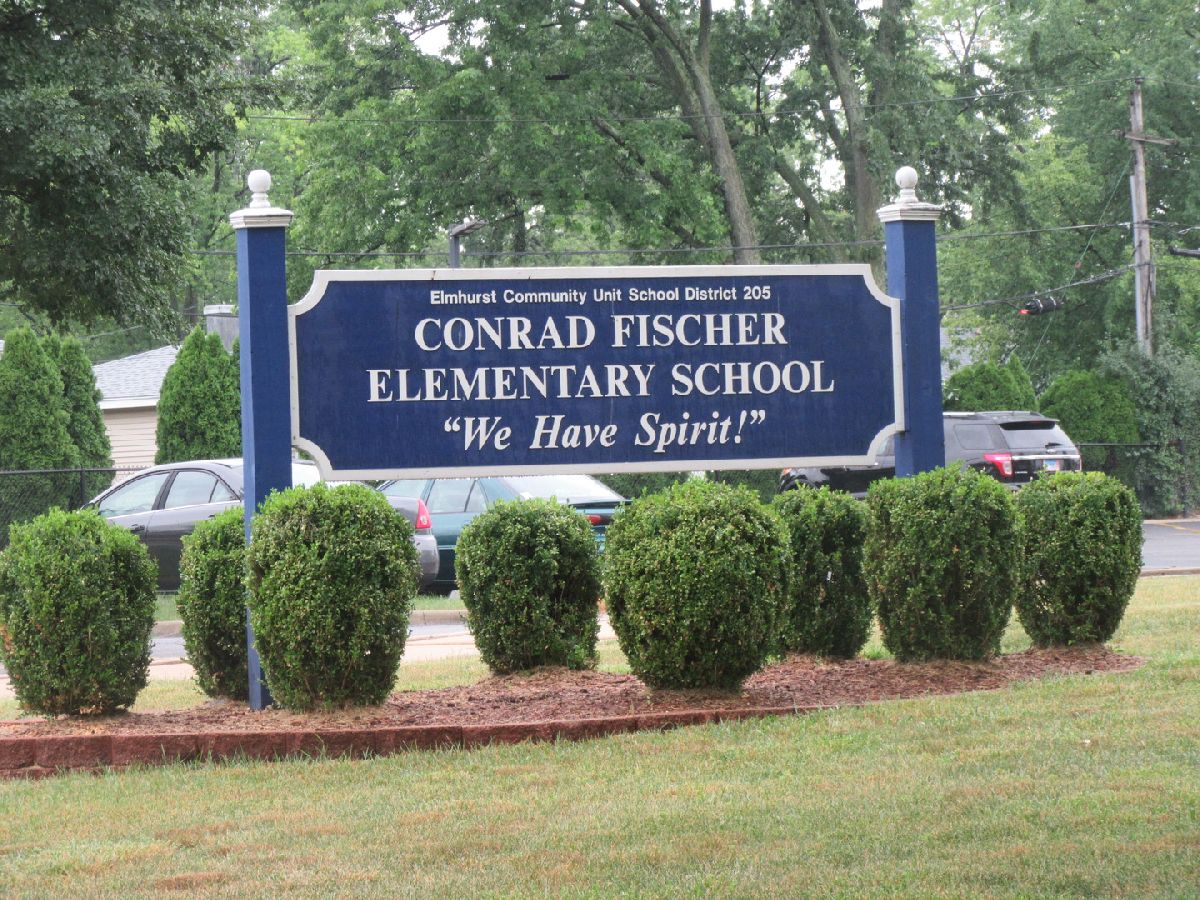 Elmhurst Community Unit School District 205
CONRAD FISCHER
ELEMENTARY SCHOOL
“We Have Spirit!”